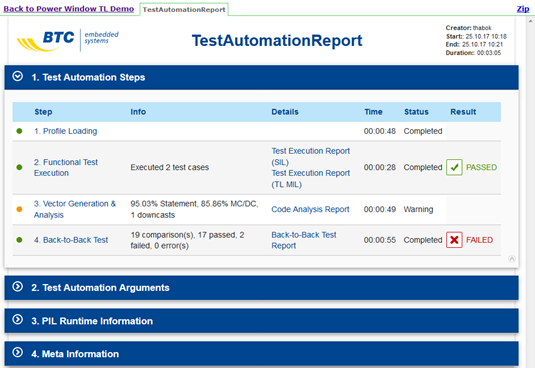 Back to Power Window TL Demo
TestAutomationReport
Zip
BTC embedded systems
TestAutomationReport
Creator: thabok
Start: 25.10.17 10:18
End: 25.10.17 10:21
Duration: 00:03:05
1. Test Automation Steps
Step Info Details Time Status Result
1. Profile Loading 00:00:48 Completed
2. Functional Test Execution Executed 2 test cases Test Execution Report (SIL) Test Execution Report (TL MIL) 00:00:28 Completed PASSED
3. Vector Generation & Analysis 95.03% Statement, 85.86% MC/DC, 1 downcasts Code Analysis Report 00:00:49 Warning
4. Back-to-Back Test 19 comparison(s), 17 passed, 2 failed, 0 error(s) Back-to-Back Test Report 00:00:55 Completed FAILED
2. Test Automation Arguments
3. PIL Runtime Information
4. Meta Information